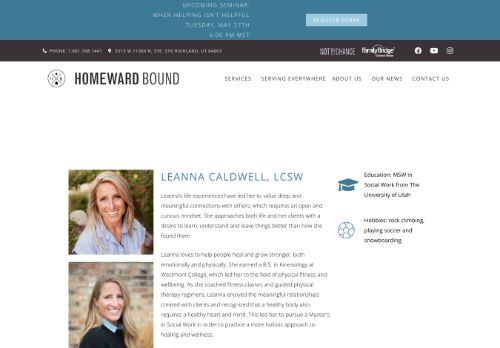 UPCOMING SEMINAR:
WHEN HELPING ISN'T HELPFUL
TUESDAY, MAY 27TH
6:00 PM MST
REGISTER TODAY
PHONE: 1.801.768.1441
5513 W 11000 N, STE. 316 HIGHLAND, UT 84003
NOT BY CHANCE
FamilyBridge
HOMEWARD BOUND
SERVICES
SERVING EVERYWHERE
ABOUT US
OUR NEWS
CONTACT US
LEANNA CALDWELL, LCSW
Leanna's life experiences have led her to value deep and
meaningful connections with others, which requires an open and
curious mindset. She approaches both life and her clients with a
desire to learn, understand and leave things better than how she
found them.
Leanna loves to help people heal and grow stronger, both
emotionally and physically. She earned a B.S. in Kinesiology at
Westmont College, which led her to the field of physical fitness and
wellbeing. As she coached fitness classes and guided physical
therapy regimens, Leanna enjoyed the meaningful relationships
created with clients and recognized that a healthy body also
requires a healthy heart and mind. This led her to pursue a Master's
in Social Work in order to practice a more holistic approach to
healing and wellness.
Education: MSW in
Social Work from The
University of Utah
Hobbies: rock climbing,
playing soccer and
snowboarding